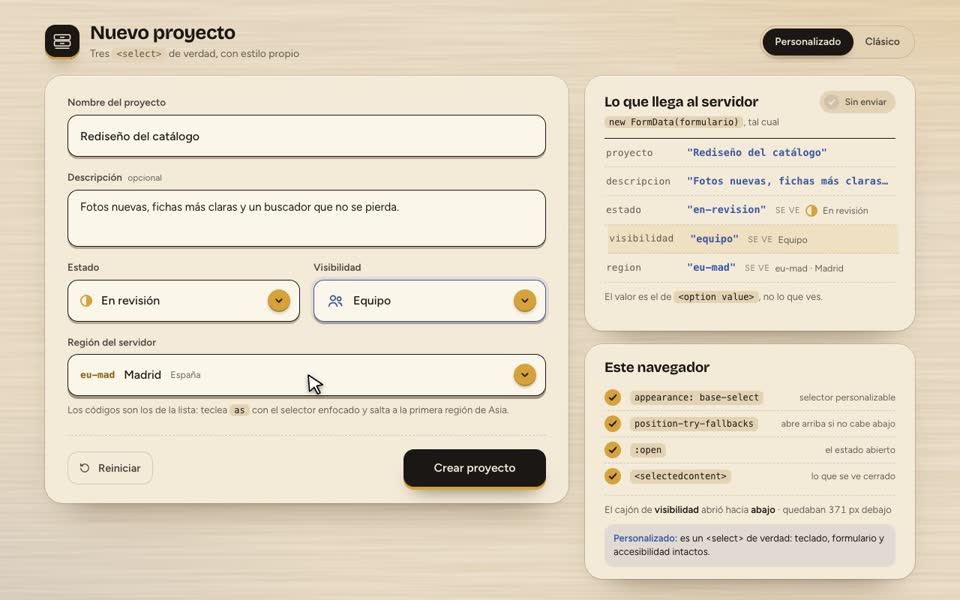 Nuevo proyecto
Tres <select> de verdad, con estilo propio
Personalizado
Clásico
Nombre del proyecto
Rediseño del catálogo
Descripción opcional
Fotos nuevas, fichas más claras y un buscador que no se pierda.
Estado
Visibilidad
En revisión
Equipo
Región del servidor
eu-mad Madrid España
Los códigos son los de la lista: teclea as con el selector enfocado y salta a la primera región de Asia.
Reiniciar
Crear proyecto
Lo que llega al servidor
Sin enviar
new FormData(formulario), tal cual
proyecto "Rediseño del catálogo"
descripcion "Fotos nuevas, fichas más claras…
estado "en-revision" SE VE En revisión
visibilidad "equipo" SE VE Equipo
region "eu-mad" SE VE eu-mad · Madrid
El valor es el de <option value>, no lo que ves.
Este navegador
appearance: base-select selector personalizable
position-try-fallbacks abre arriba si no cabe abajo
:open el estado abierto
<selectedcontent> lo que se ve cerrado
El cajón de visibilidad abrió hacia abajo · quedaban 371 px debajo
Personalizado: es un <select> de verdad: teclado, formulario y
accesibilidad intactos.